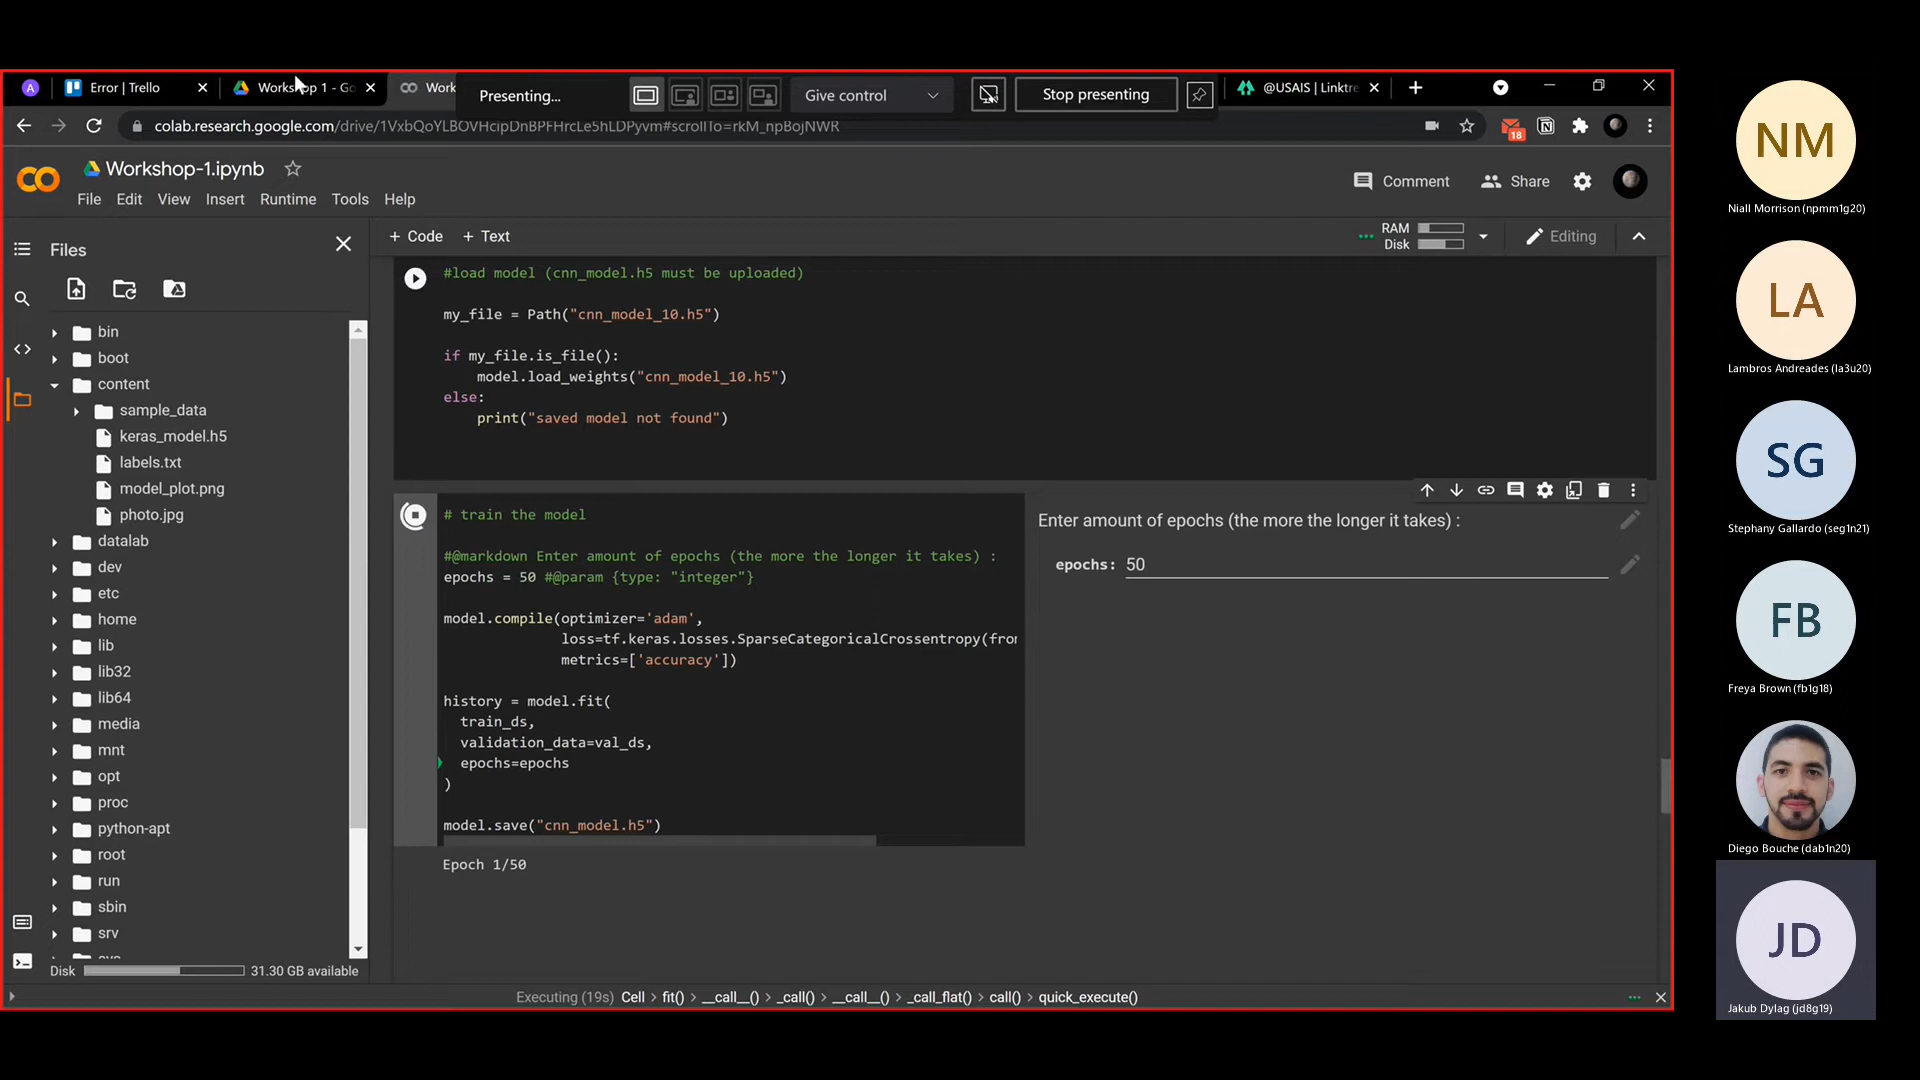 A
Error | Trello
Workshop 1 - Go
Work
Presenting...
Give control
Stop presenting
@USAIS | Linktre
colab.research.google.com/drive/1VxbQoYLBOVHcipDnBPFHrcLe5hLDPyvm#scrollTo=rkM_npBojNWR
18
CO
Workshop-1.ipynb
Comment
Share
File Edit View Insert Runtime Tools Help
Files
+ Code + Text
RAM
Disk
Editing
bin
boot
content
sample_data
keras_model.h5
labels.txt
model_plot.png
photo.jpg
datalab
dev
etc
home
lib
lib32
lib64
media
mnt
opt
proc
python-apt
root
run
sbin
srv
Disk 31.30 GB available
#load model (cnn_model.h5 must be uploaded)
my_file = Path("cnn_model_10.h5")
if my_file.is_file():
    model.load_weights("cnn_model_10.h5")
else:
    print("saved model not found")
# train the model
#@markdown Enter amount of epochs (the more the longer it takes) :
epochs = 50 #@param {type: "integer"}
model.compile(optimizer='adam',
              loss=tf.keras.losses.SparseCategoricalCrossentropy(fro
              metrics=['accuracy'])
history = model.fit(
  train_ds,
  validation_data=val_ds,
  epochs=epochs
)
model.save("cnn_model.h5")
Epoch 1/50
Enter amount of epochs (the more the longer it takes) :
epochs: 50
Executing (19s) Cell > fit() > __call__() > _call() > __call__() > _call_flat() > call() > quick_execute()
NM
Niall Morrison (npmm1g20)
LA
Lambros Andreades (la3u20)
SG
Stephany Gallardo (seg1n21)
FB
Freya Brown (fb1g18)
Diego Bouche (dab1n20)
JD
Jakub Dylag (jd8g19)